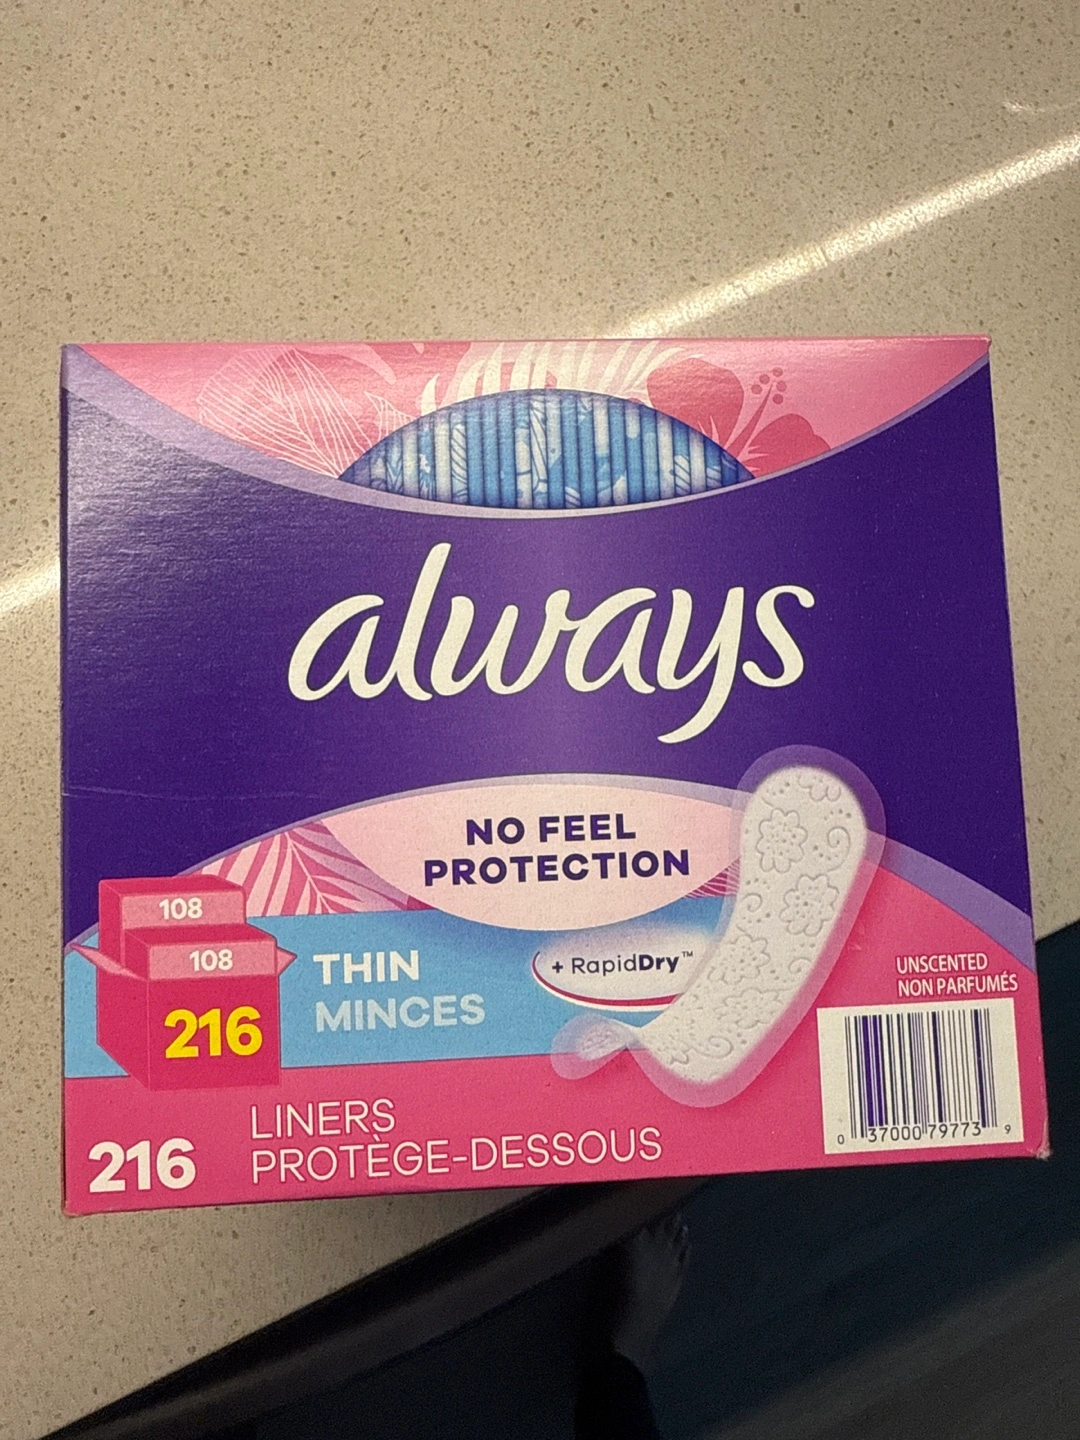 always
NO FEEL
PROTECTION
108
108
216
THIN
MINCES
+ RapidDry™
UNSCENTED
NON PARFUMÉS
216
LINERS
PROTÈGE-DESSOUS
0 37000 79773 9